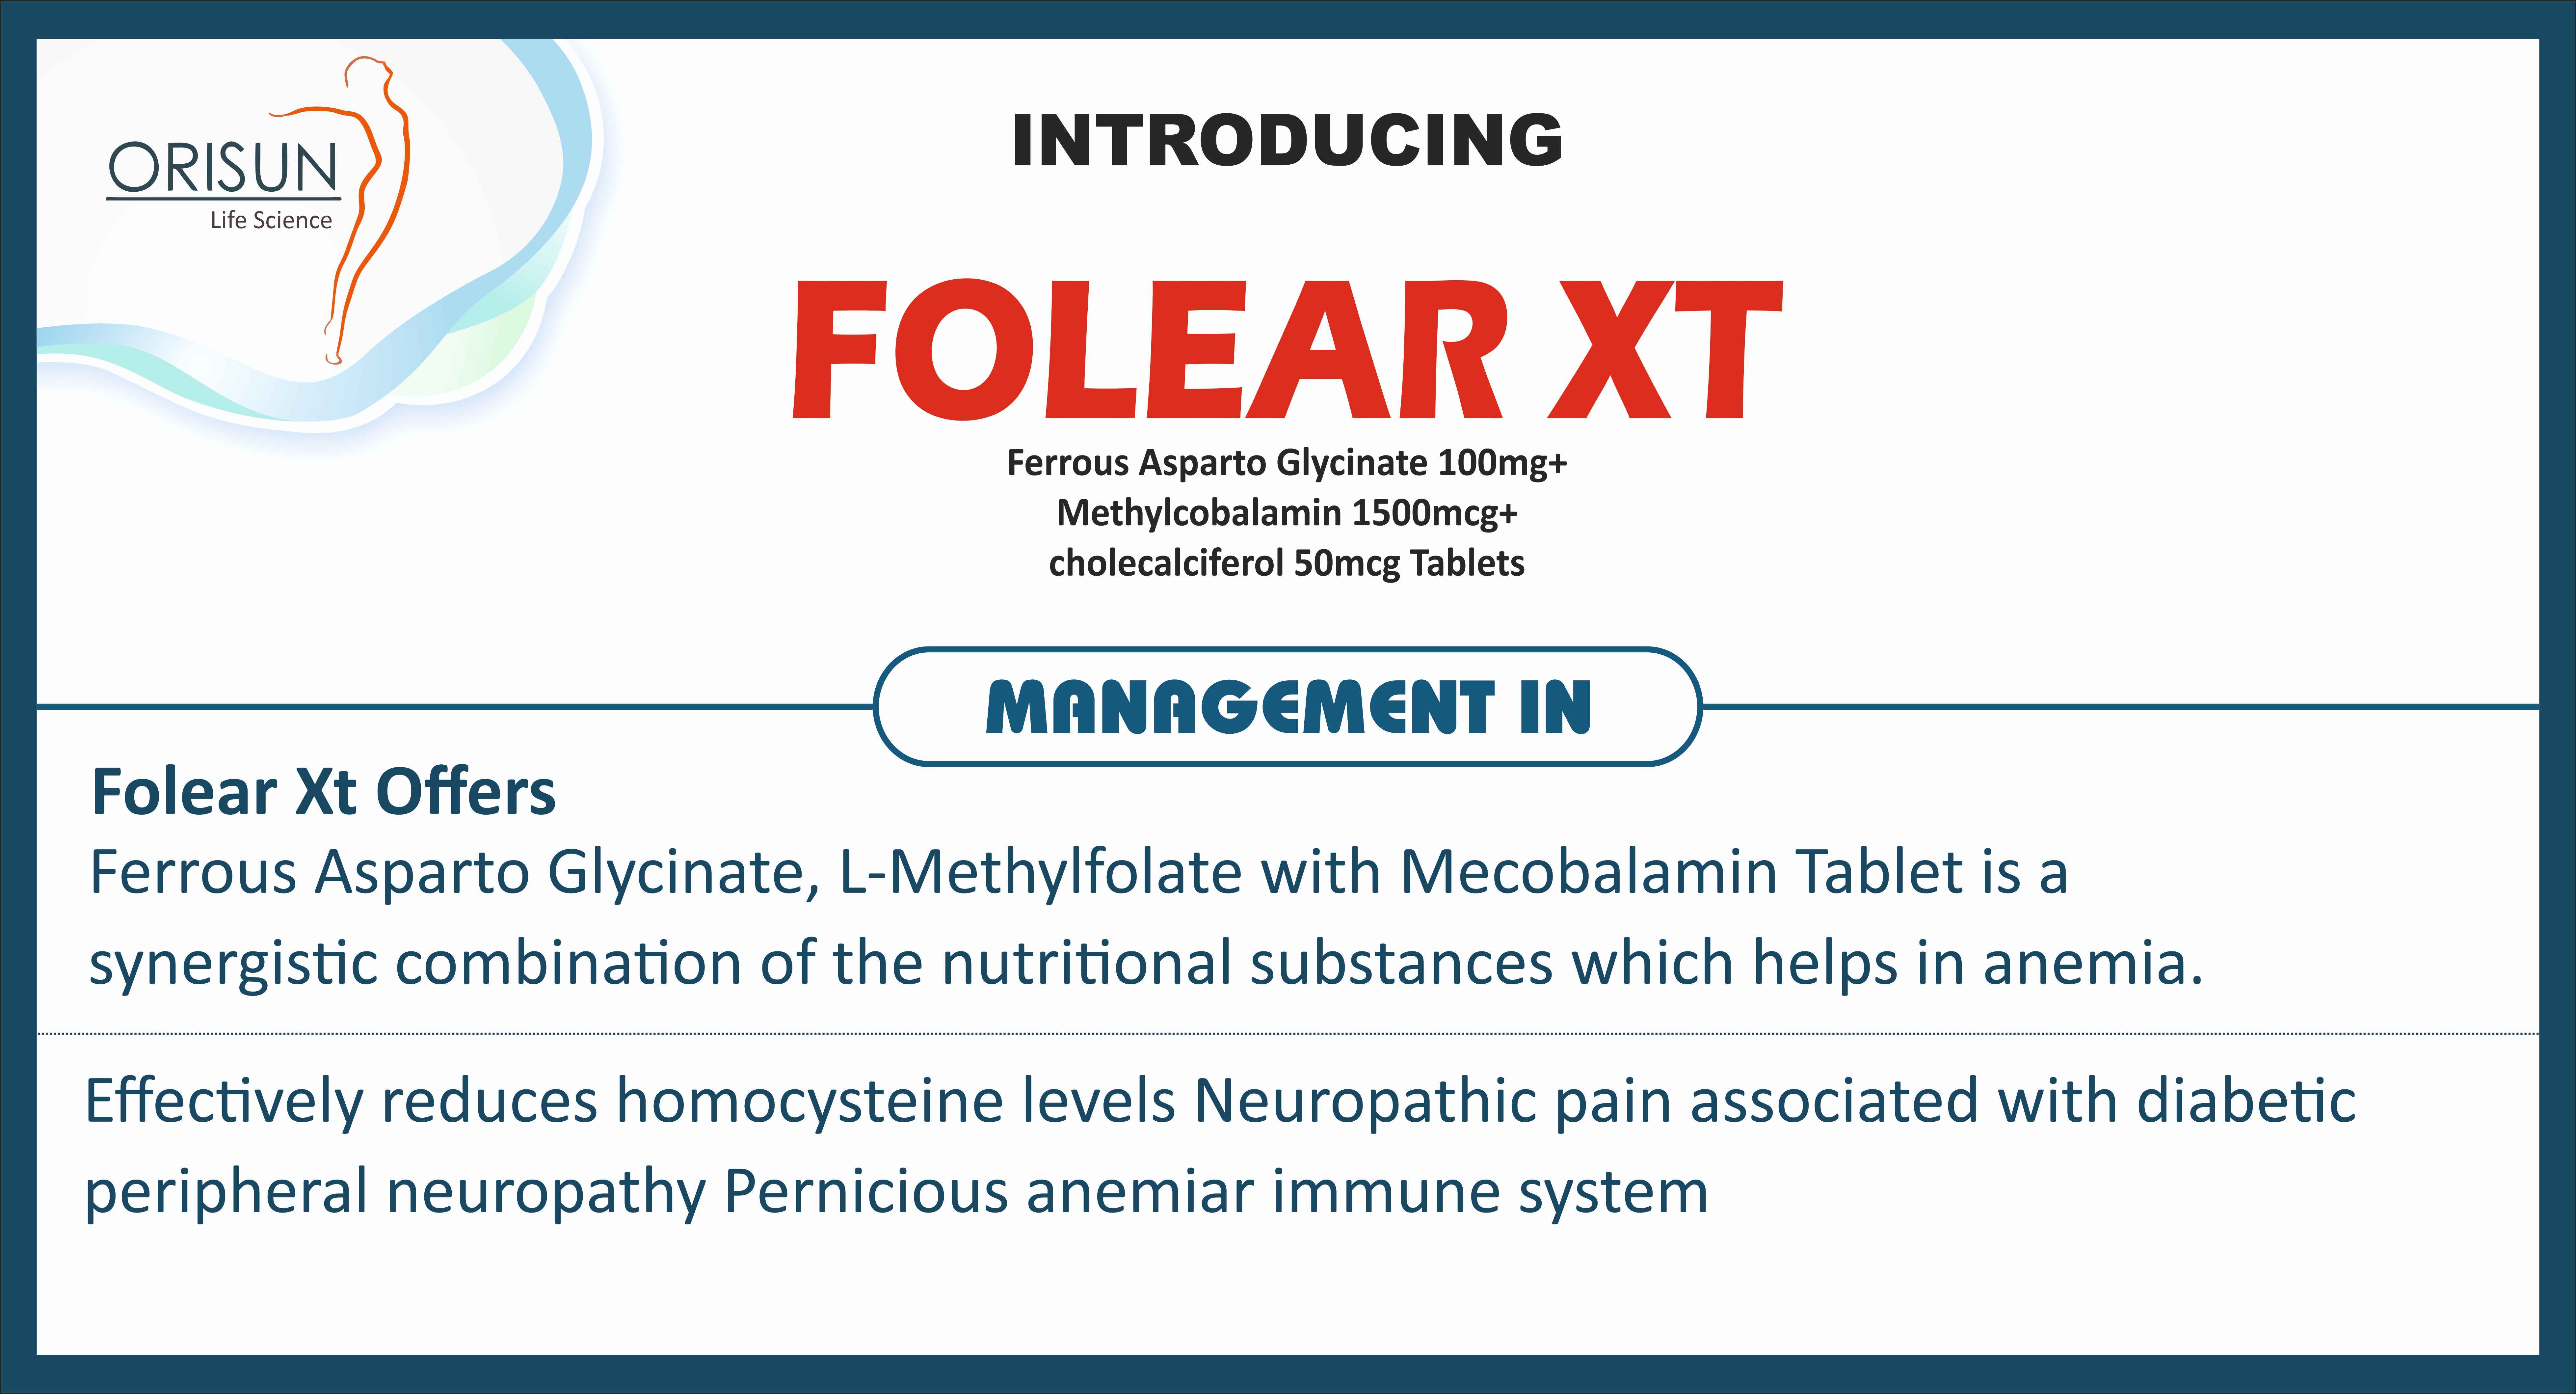 ORISUN
Life Science
INTRODUCING
FOLEAR XT
Ferrous Asparto Glycinate 100mg+
Methylcobalamin 1500mcg+
cholecalciferol 50mcg Tablets
MANAGEMENT IN
Folear Xt Offers
Ferrous Asparto Glycinate, L-Methylfolate with Mecobalamin Tablet is a
synergistic combination of the nutritional substances which helps in anemia.
Effectively reduces homocysteine levels Neuropathic pain associated with diabetic
peripheral neuropathy Pernicious anemiar immune system